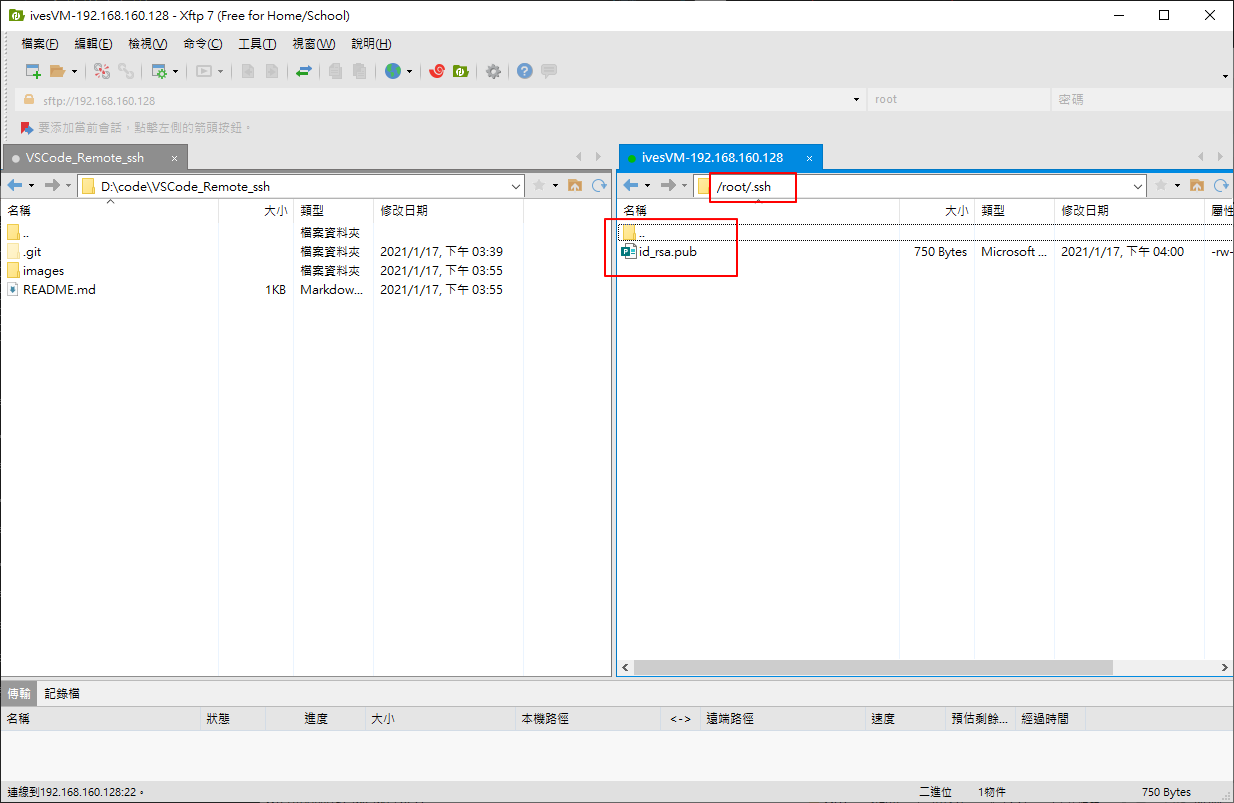 ivesVM-192.168.160.128 - Xftp 7 (Free for Home/School)
檔案(F) 編輯(E) 檢視(V) 命令(C) 工具(T) 視窗(W) 說明(H)
sftp://192.168.160.128 root 密碼
要添加當前會話，點擊左側的箭頭按鈕。
VSCode_Remote_ssh × ivesVM-192.168.160.128 ×
D:\code\VSCode_Remote_ssh /root/.ssh
名稱 大小 類型 修改日期 名稱 大小 類型 修改日期 屬性
.. 檔案資料夾 ..
.git 檔案資料夾 2021/1/17, 下午 03:39 id_rsa.pub 750 Bytes Microsoft ... 2021/1/17, 下午 04:00 -rw-
images 檔案資料夾 2021/1/17, 下午 03:55
README.md 1KB Markdow... 2021/1/17, 下午 03:55
傳輸 記錄檔
名稱 狀態 進度 大小 本機路徑 <-> 遠端路徑 速度 預估剩餘... 經過時間
連線到192.168.160.128:22。 二進位 1物件 750 Bytes